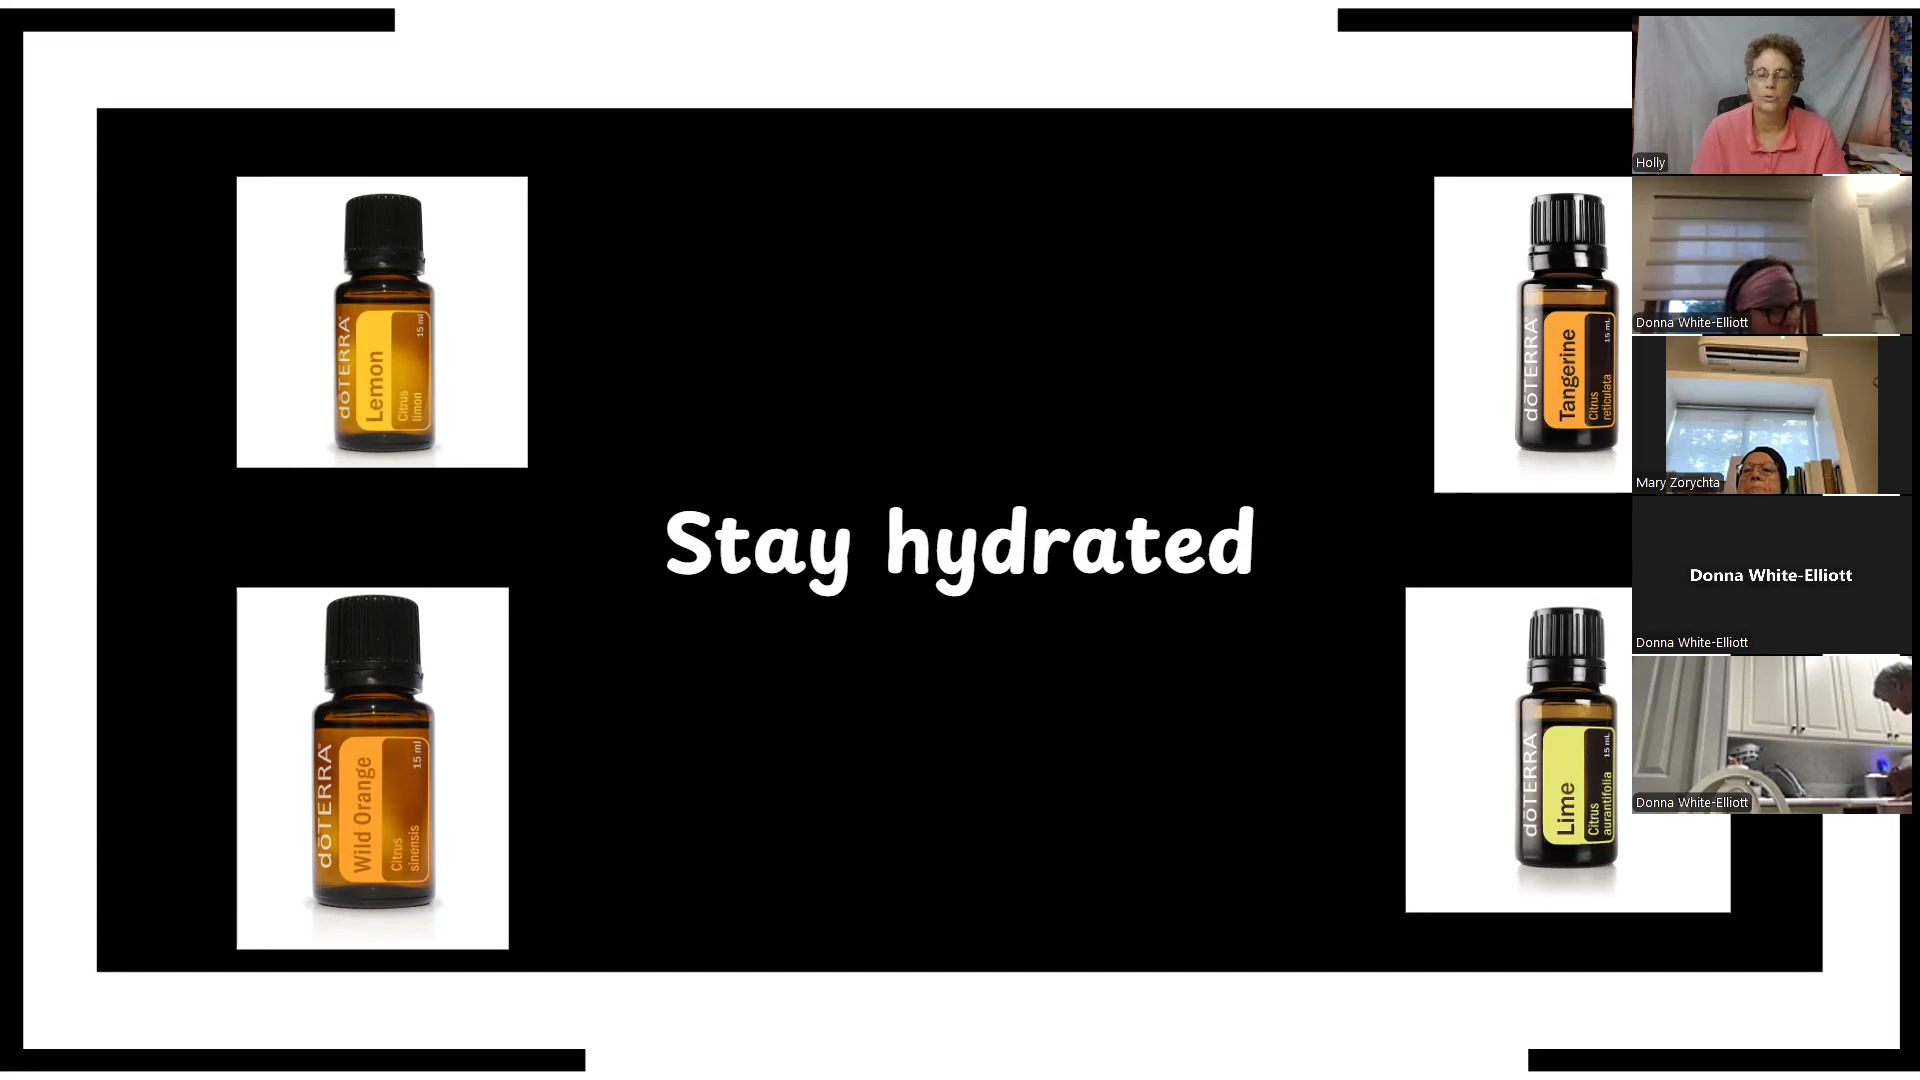 dōTERRA
Lemon
Citrus
limon
15 ml
dōTERRA
Tangerine
Citrus
reticulata
15 mL
Stay hydrated
dōTERRA
Wild Orange
Citrus
sinensis
15 ml
dōTERRA
Lime
Citrus
aurantifolia
15 mL
Holly
Donna White-Elliott
Mary Zorychta
Donna White-Elliott
Donna White-Elliott
Donna White-Elliott